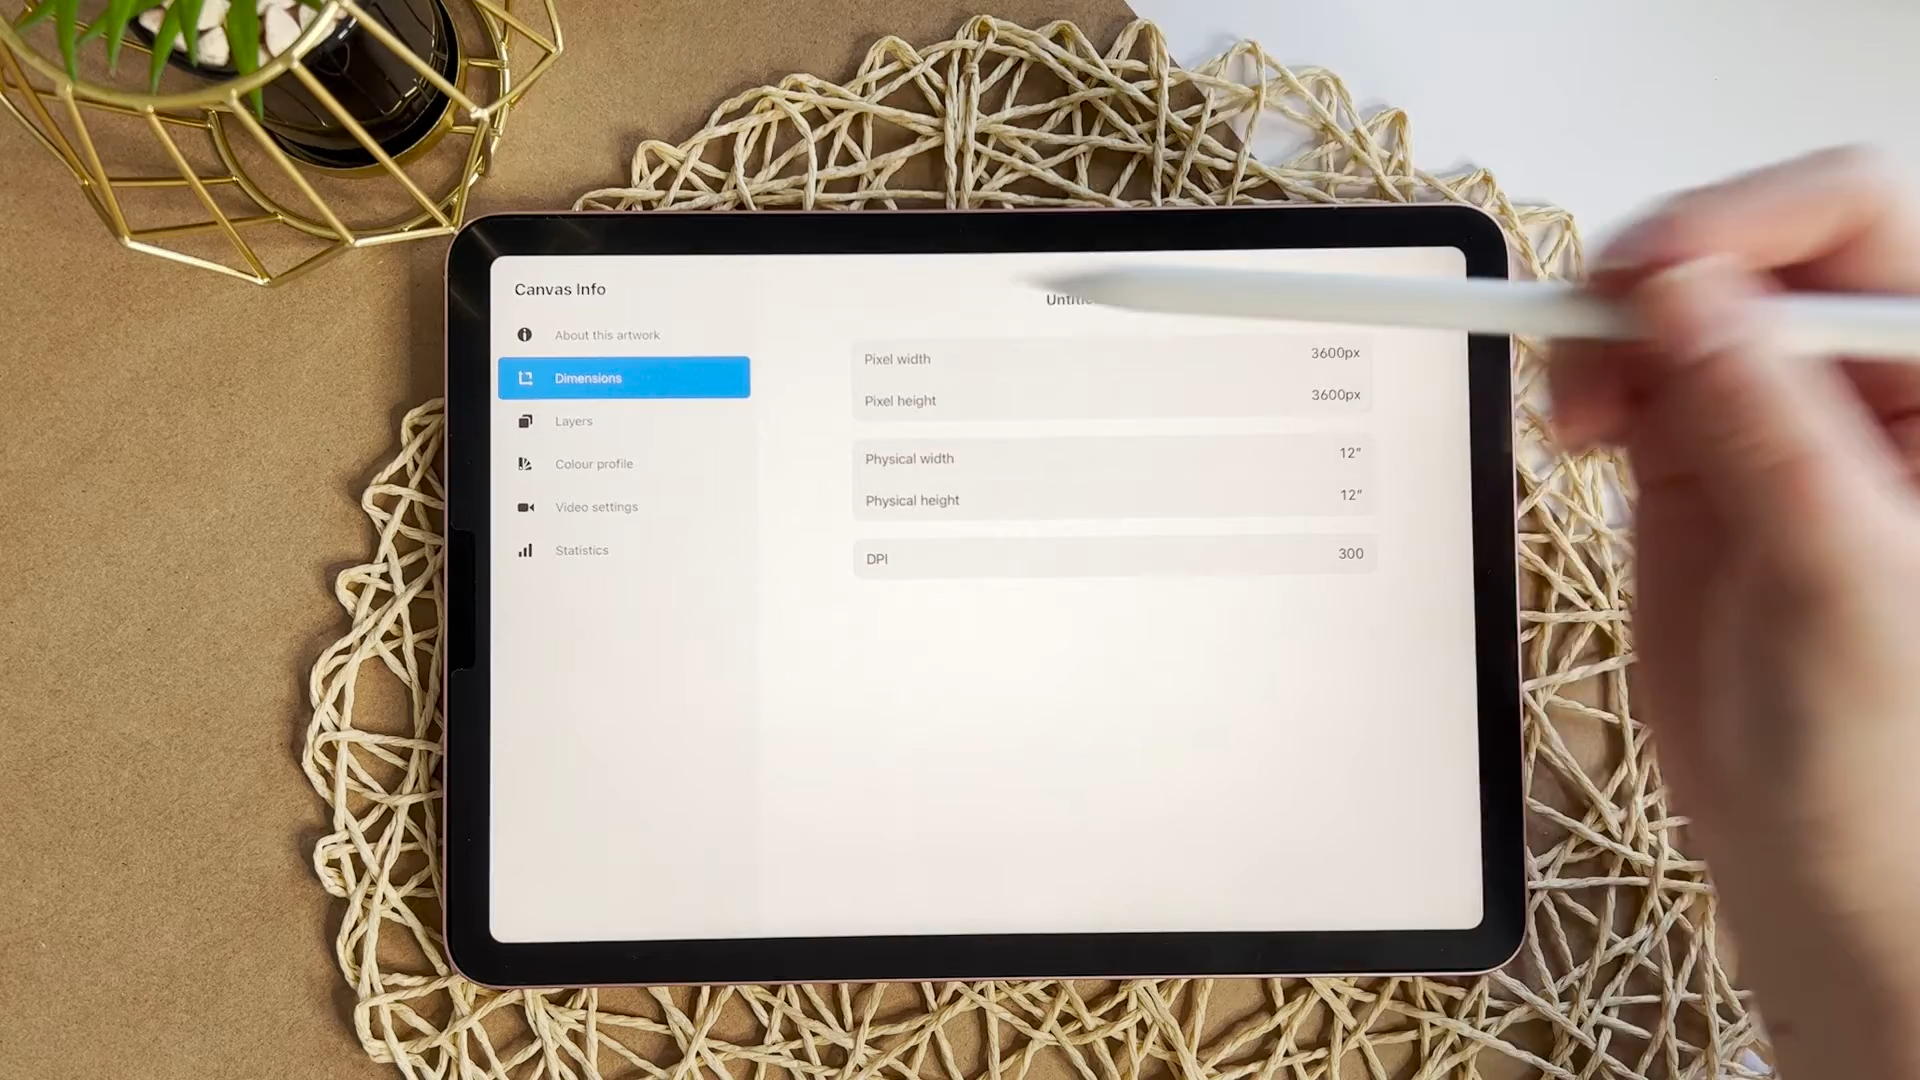 Canvas Info
About this artwork
Dimensions
Layers
Colour profile
Video settings
Statistics
Pixel width 3600px
Pixel height 3600px
Physical width 12"
Physical height 12"
DPI 300